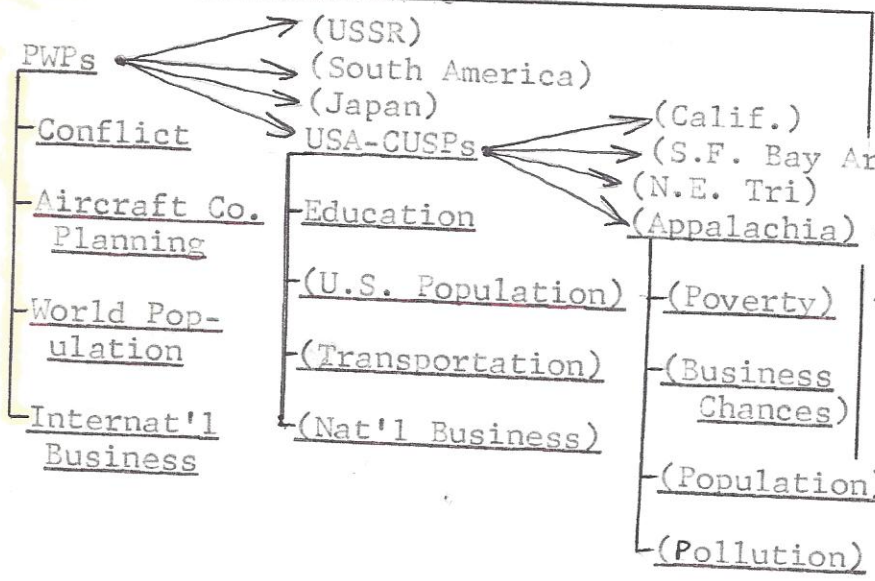 PWPs
Conflict
Aircraft Co.
Planning
World Pop-
ulation
Internat'l
Business
(USSR)
(South America)
(Japan)
USA-CUSPs
Education
(U.S. Population)
(Transportation)
(Nat'l Business)
(Calif.)
(S.F. Bay Ar
(N.E. Tri)
(Appalachia)
(Poverty)
(Business
Chances)
(Population)
(Pollution)